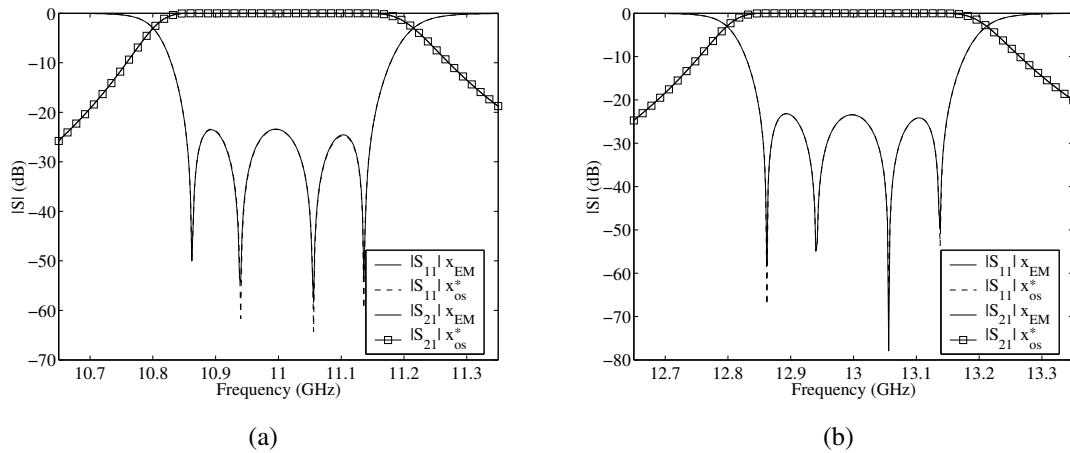 0
−10
−20
−30
−40
−50
−60
−70
|S| (dB)
10.7 10.8 10.9 11 11.1 11.2 11.3
Frequency (GHz)
|S11| xEM
|S11| x*os
|S21| xEM
|S21| x*os
(a)
0
−10
−20
−30
−40
−50
−60
−70
−80
|S| (dB)
12.7 12.8 12.9 13 13.1 13.2 13.3
Frequency (GHz)
|S11| xEM
|S11| x*os
|S21| xEM
|S21| x*os
(b)